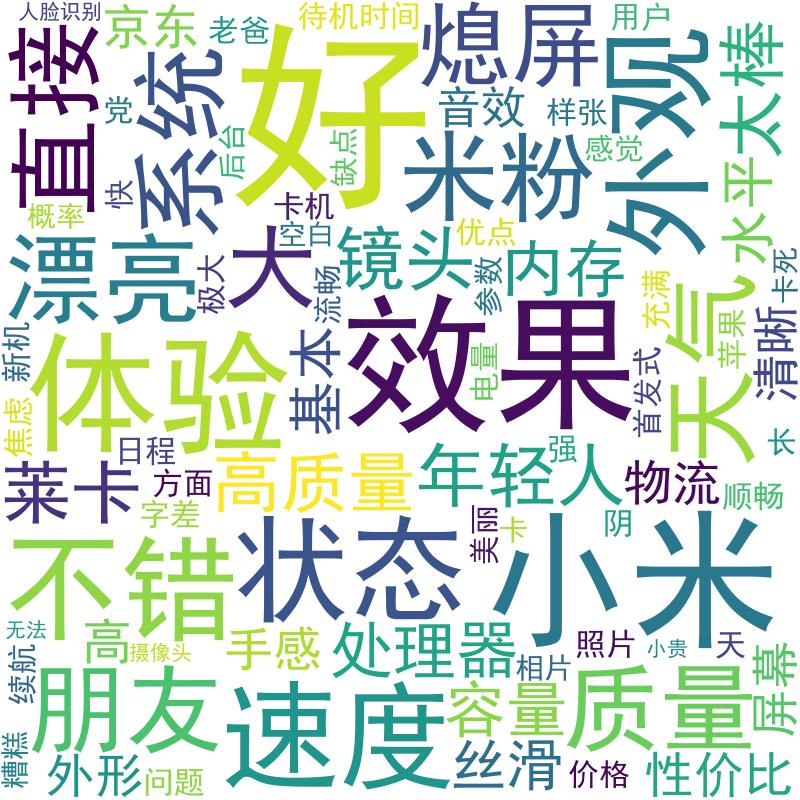 人脸识别
京东
老爸
待机时间
熄屏
用户
直接
党
系统
好
音效
样张
外观
太棒
快
后台
缺点
米粉
感觉
水平
概率
卡机
空白
优点
漂亮
极大
大
流畅
镜头
参数
内存
充满
天气
苹果
清晰
卡死
新机
体验
基本
效果
电量
首发式
焦虑
日程
长
莱卡
方面
高质量
年轻人
强
物流
顺畅
字差
美丽
卡
阴
不错
状态
小米
无法
高
摄像头
手感
处理器
照片
小贵
天
续航
相片
屏幕
朋友
速度
容量
质量
糟糕
外形
问题
丝滑
价格
性价比